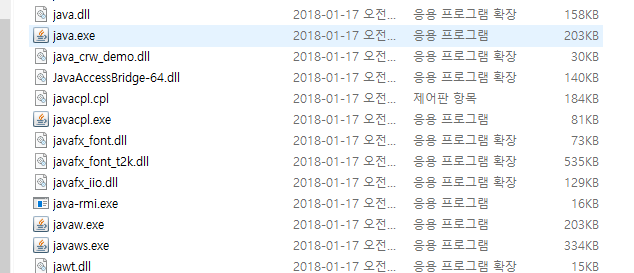 java.dll 2018-01-17 오전... 응용 프로그램 확장 158KB
java.exe 2018-01-17 오전... 응용 프로그램 203KB
java_crw_demo.dll 2018-01-17 오전... 응용 프로그램 확장 30KB
JavaAccessBridge-64.dll 2018-01-17 오전... 응용 프로그램 확장 140KB
javacpl.cpl 2018-01-17 오전... 제어판 항목 184KB
javacpl.exe 2018-01-17 오전... 응용 프로그램 81KB
javafx_font.dll 2018-01-17 오전... 응용 프로그램 확장 73KB
javafx_font_t2k.dll 2018-01-17 오전... 응용 프로그램 확장 535KB
javafx_iio.dll 2018-01-17 오전... 응용 프로그램 확장 129KB
java-rmi.exe 2018-01-17 오전... 응용 프로그램 16KB
javaw.exe 2018-01-17 오전... 응용 프로그램 203KB
javaws.exe 2018-01-17 오전... 응용 프로그램 334KB
jawt.dll 2018-01-17 오전... 응용 프로그램 확장 15KB